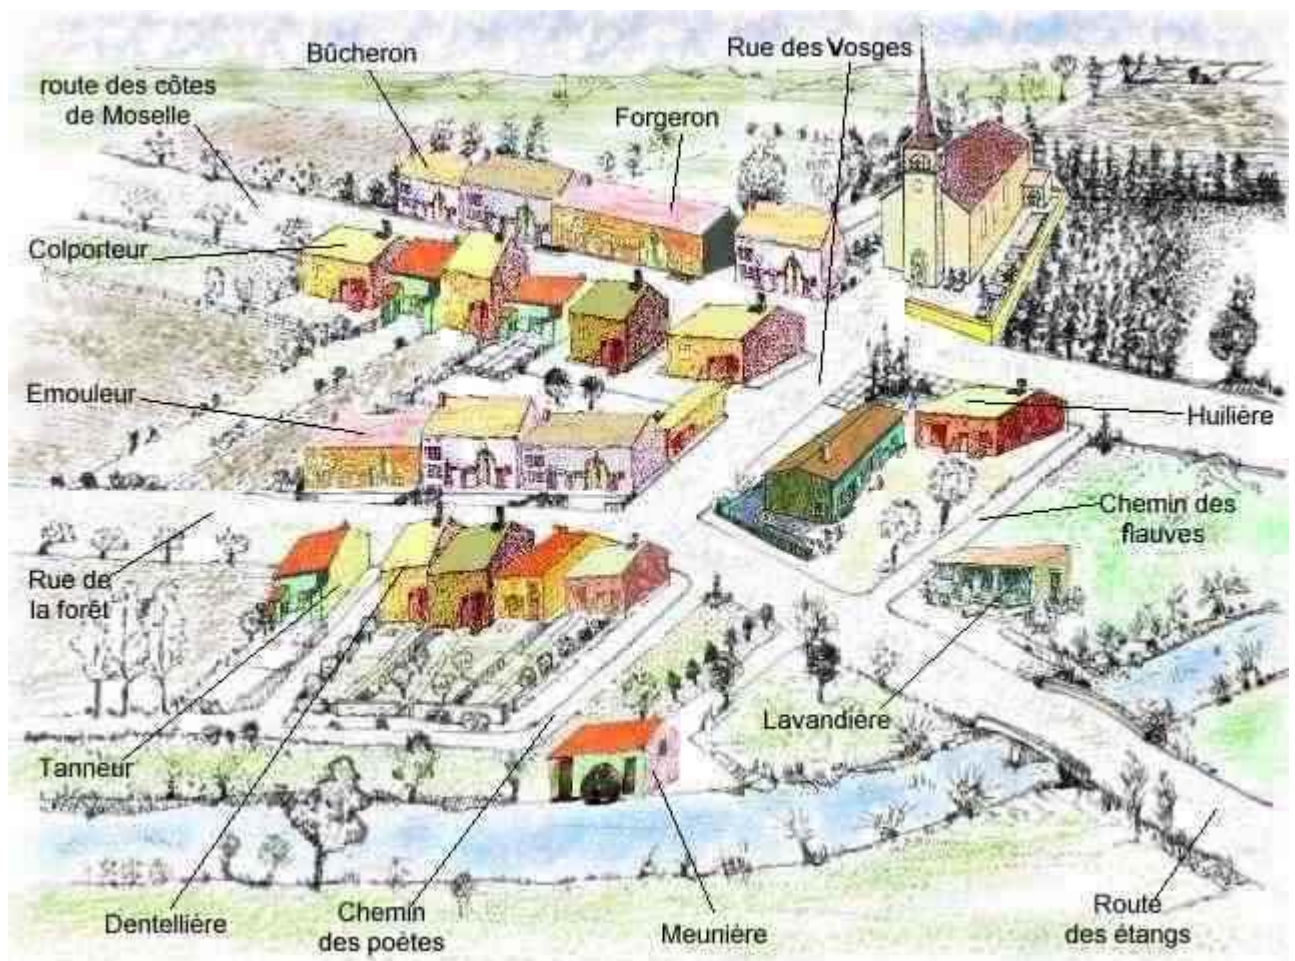 Bûcheron
Rue des Vosges
route des côtes
de Moselle
Forgeron
Colporteur
Emouleur
Huilière
Chemin des
flauves
Rue de
la forêt
Lavandière
Tanneur
Dentellière
Chemin
des poètes
Meunière
Route
des étangs